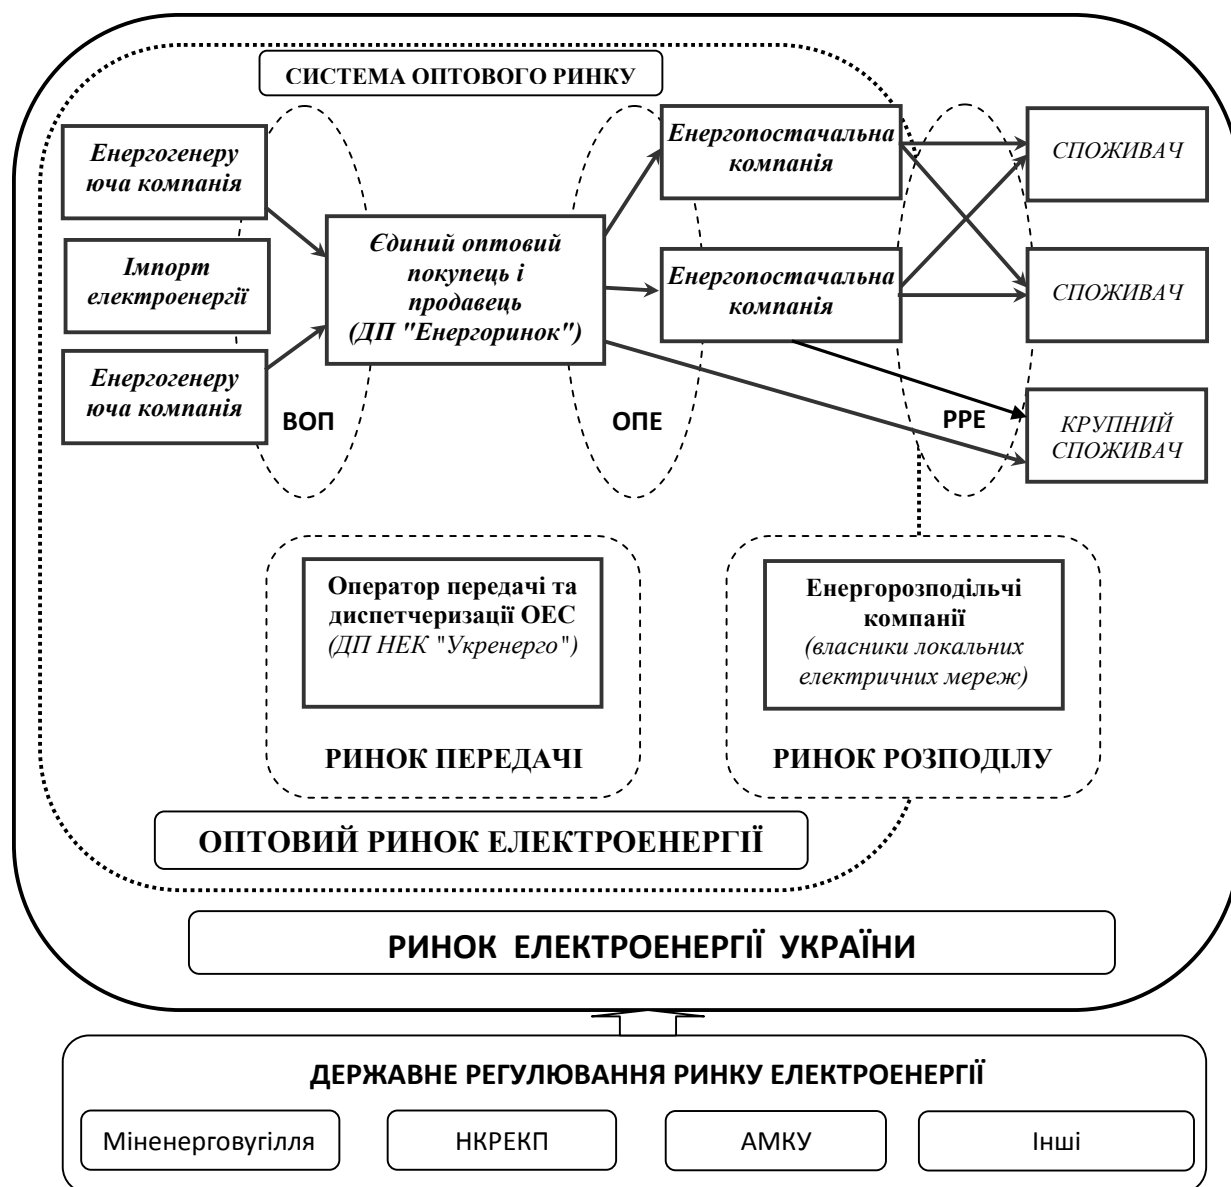 СИСТЕМА ОПТОВОГО РИНКУ
Енергогенеру
юча компанія
Імпорт
електроенергії
Енергогенеру
юча компанія
ВОП
Єдиний оптовий
покупець і
продавець
(ДП "Енергоринок")
ОПЕ
Енергопостачальна
компанія
Енергопостачальна
компанія
РРЕ
СПОЖИВАЧ
СПОЖИВАЧ
КРУПНИЙ
СПОЖИВАЧ
Оператор передачі та
диспетчеризації ОЕС
(ДП НЕК "Укренерго")
РИНОК ПЕРЕДАЧІ
Енергорозподільчі
компанії
(власники локальних
електричних мереж)
РИНОК РОЗПОДІЛУ
ОПТОВИЙ РИНОК ЕЛЕКТРОЕНЕРГІЇ
РИНОК ЕЛЕКТРОЕНЕРГІЇ УКРАЇНИ
ДЕРЖАВНЕ РЕГУЛЮВАННЯ РИНКУ ЕЛЕКТРОЕНЕРГІЇ
Міненерговугілля
НКРЕКП
АМКУ
Інші